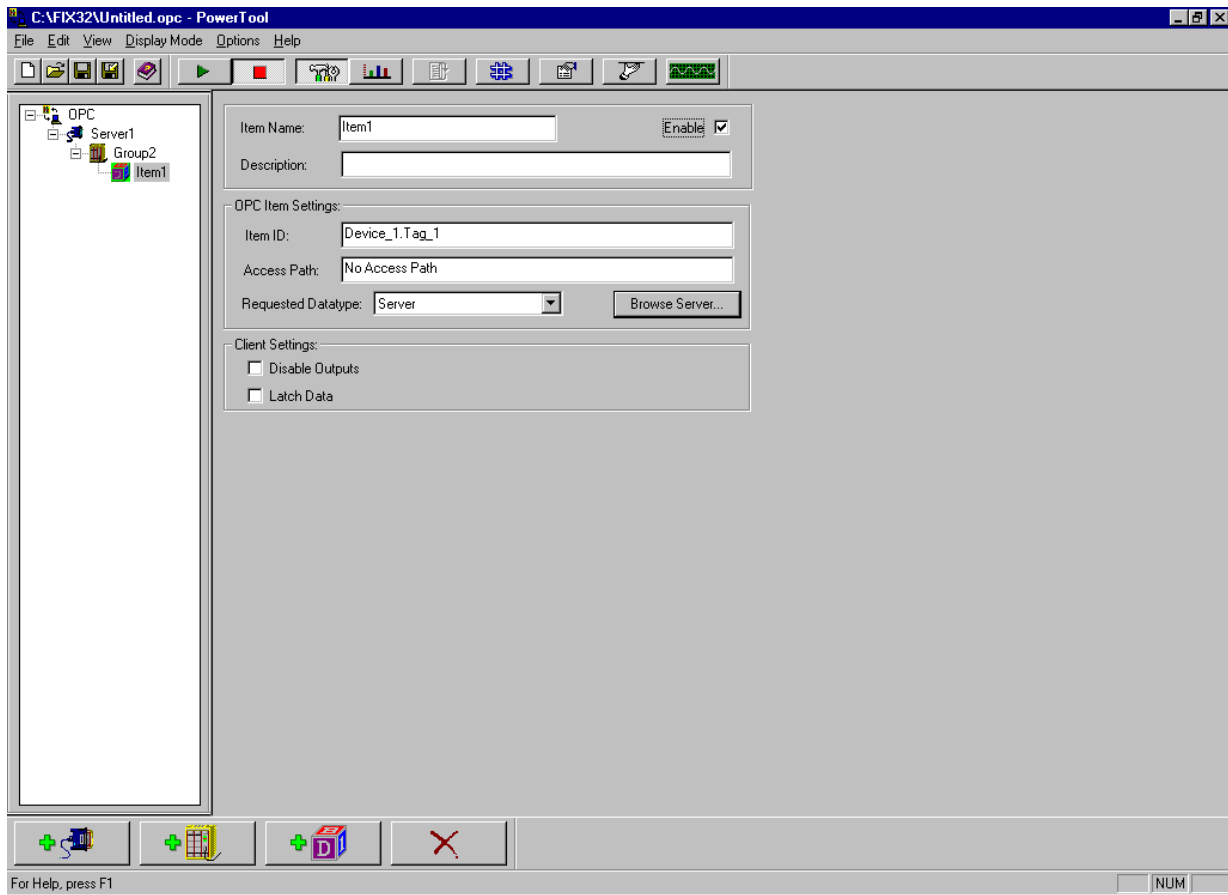 C:\FIX32\Untitled.opc - PowerTool
File Edit View Display Mode Options Help
OPC
Server1
Group2
Item1
Item Name: Item1 Enable
Description:
OPC Item Settings:
Item ID: Device_1.Tag_1
Access Path: No Access Path
Requested Datatype: Server Browse Server...
Client Settings:
Disable Outputs
Latch Data
D
For Help, press F1 NUM